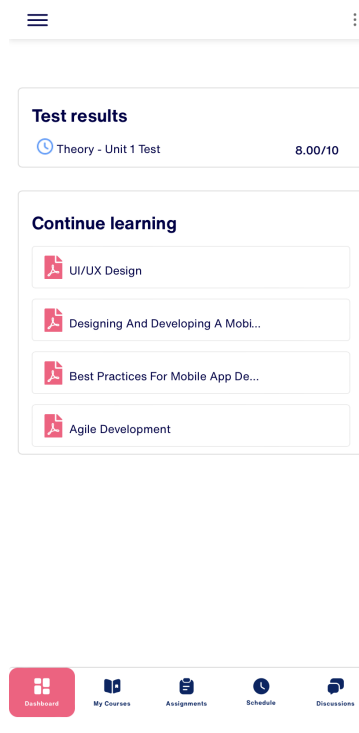 Test results
Theory - Unit 1 Test 8.00/10
Continue learning
UI/UX Design
Designing And Developing A Mobi...
Best Practices For Mobile App De...
Agile Development
Dashboard My Courses Assignments Schedule Discussions